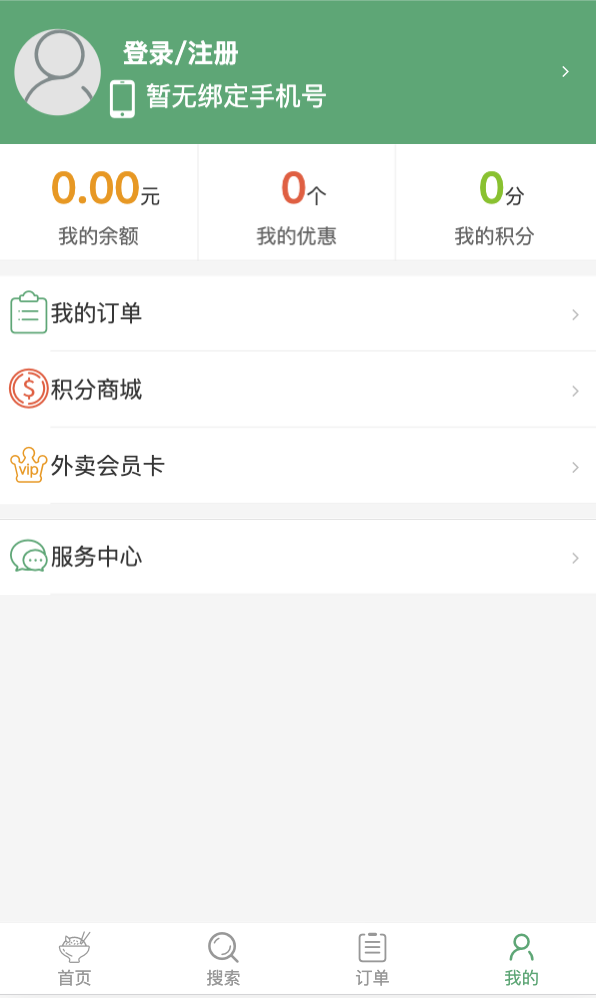 登录/注册
暂无绑定手机号
0.00元 0个 0分
我的余额 我的优惠 我的积分
我的订单
$ 积分商城
vip 外卖会员卡
服务中心
首页 搜索 订单 我的